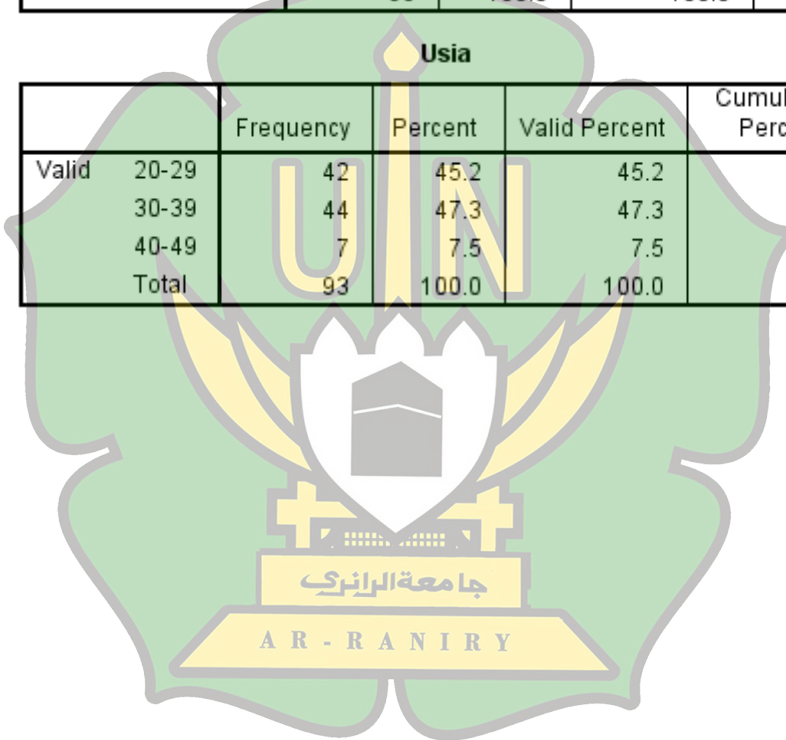 Usia
Frequency Percent Valid Percent
Valid 20-29 42 45.2 45.2
30-39 44 47.3 47.3
40-49 7 7.5 7.5
Total 93 100.0 100.0
UIN
جامعةالرانري
AR-RANIRY